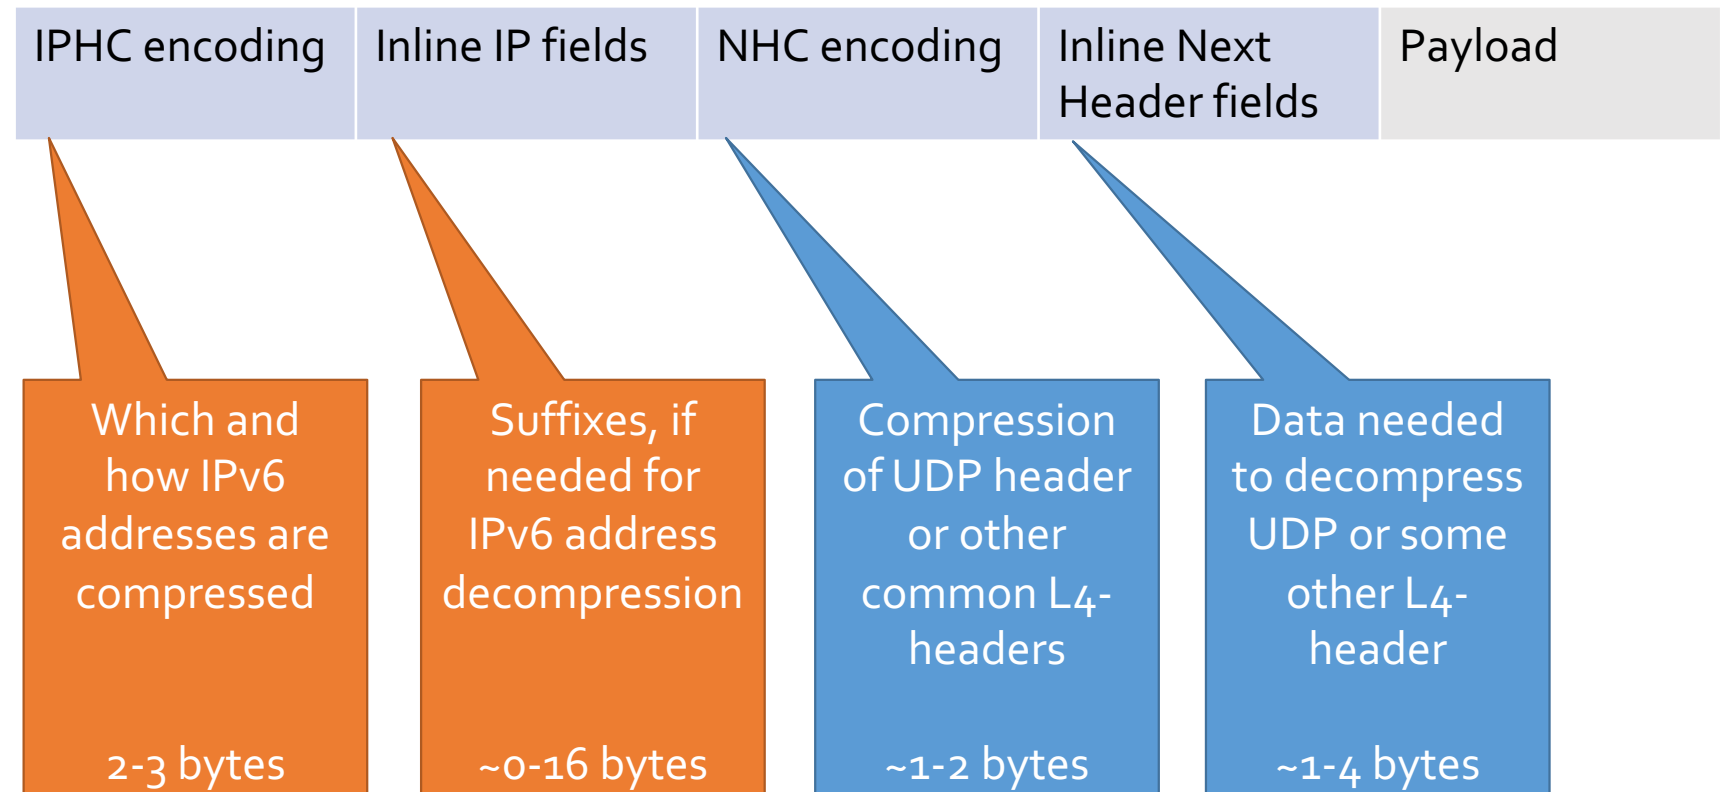 IPHC encoding
Inline IP fields
NHC encoding
Inline Next
Header fields
Payload
Which and
how IPv6
addresses are
compressed
2-3 bytes
Suffixes, if
needed for
IPv6 address
decompression
~0-16 bytes
Compression
of UDP header
or other
common L4-
headers
~1-2 bytes
Data needed
to decompress
UDP or some
other L4-
header
~1-4 bytes